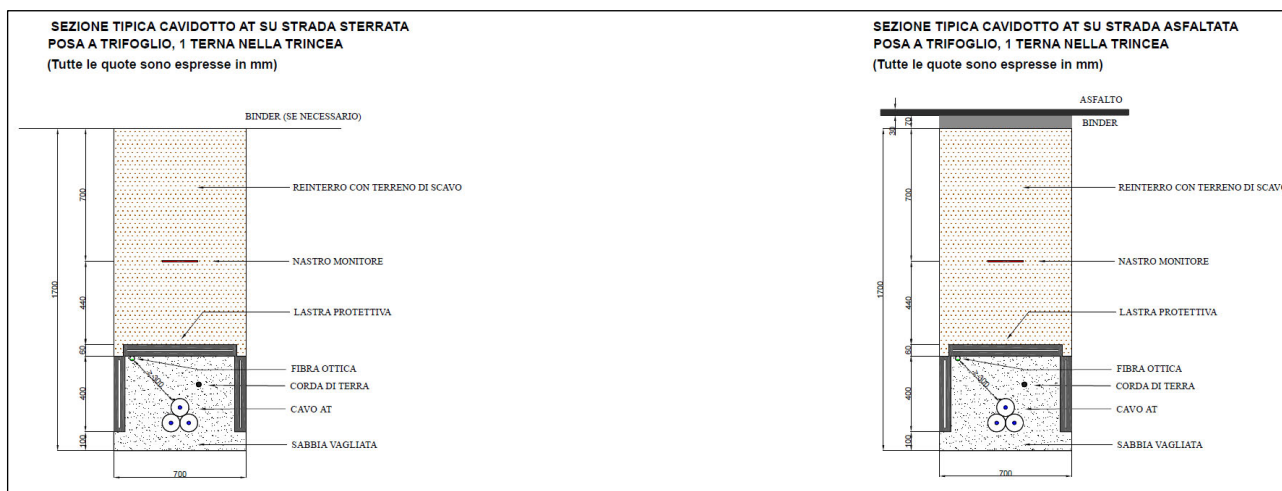 SEZIONE TIPICA CAVIDOTTO AT SU STRADA STERRATA
POSA A TRIFOGLIO, 1 TERNA NELLA TRINCEA
(Tutte le quote sono espresse in mm)
BINDER (SE NECESSARIO)
REINTERRO CON TERRENO DI SCAVO
NASTRO MONITORE
LASTRA PROTETTIVA
FIBRA OTTICA
CORDA DI TERRA
CAVO AT
SABBIA VAGLIATA
1700
700
440
60
400
100
≥ 300
700
SEZIONE TIPICA CAVIDOTTO AT SU STRADA ASFALTATA
POSA A TRIFOGLIO, 1 TERNA NELLA TRINCEA
(Tutte le quote sono espresse in mm)
ASFALTO
BINDER
REINTERRO CON TERRENO DI SCAVO
NASTRO MONITORE
LASTRA PROTETTIVA
FIBRA OTTICA
CORDA DI TERRA
CAVO AT
SABBIA VAGLIATA
30
70
1700
700
440
60
400
100
≥ 300
700